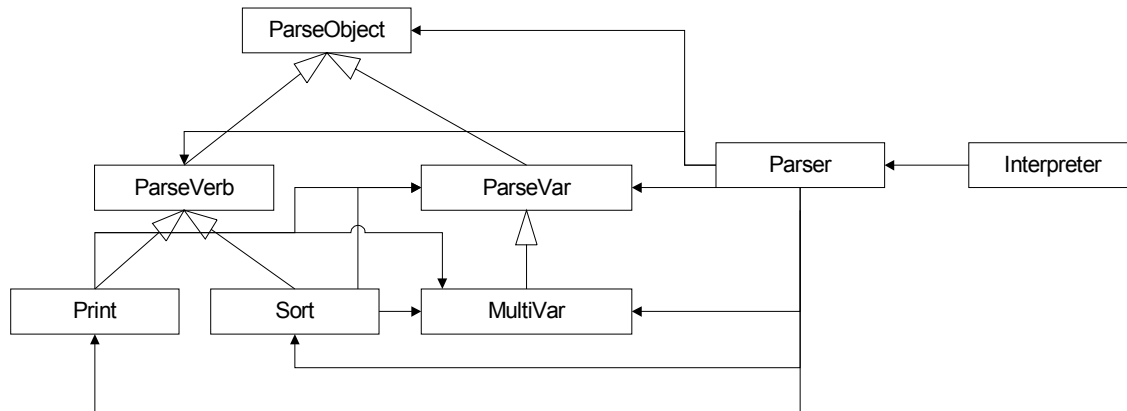 ParseObject
ParseVerb
ParseVar
Parser
Interpreter
Print
Sort
MultiVar